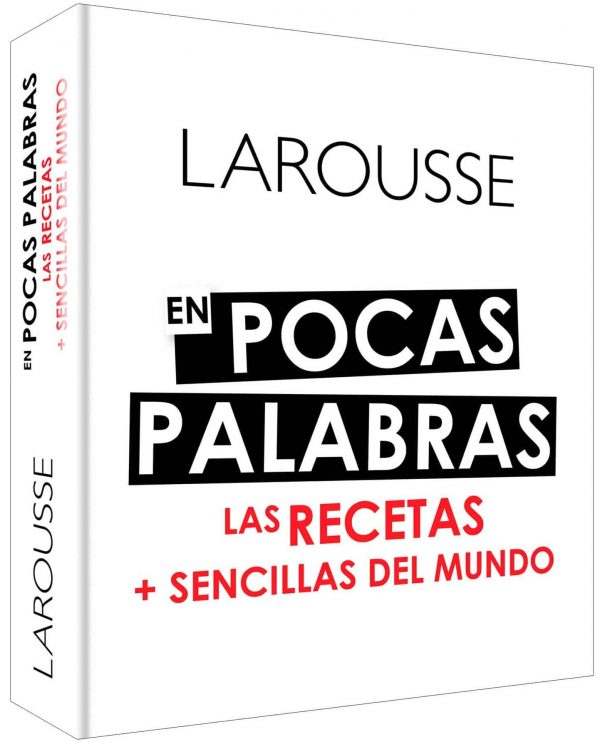 LAROUSSE
EN POCAS
PALABRAS
LAS RECETAS
+ SENCILLAS DEL MUNDO
EN POCAS PALABRAS
LAS RECETAS
+ SENCILLAS DEL MUNDO
LAROUSSE